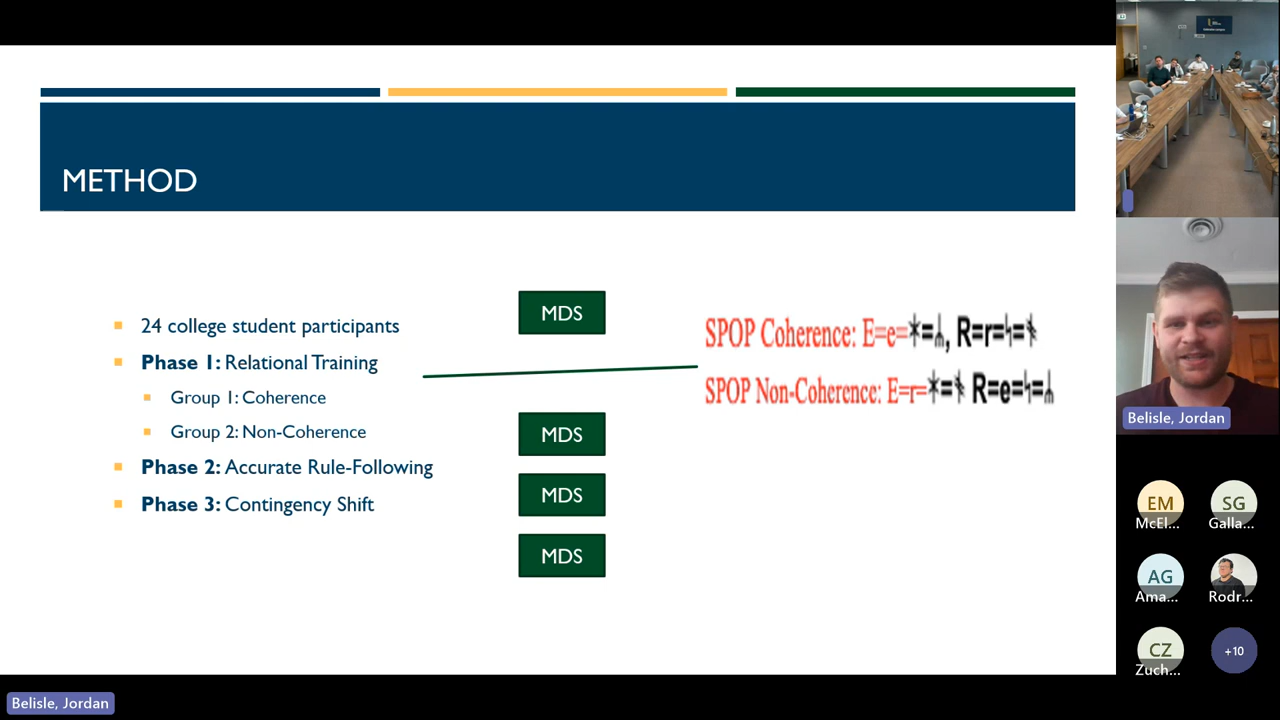 METHOD
24 college student participants
Phase 1: Relational Training
Group 1: Coherence
Group 2: Non-Coherence
Phase 2: Accurate Rule-Following
Phase 3: Contingency Shift
MDS
MDS
MDS
MDS
SPOP Coherence: E=e=ᚼ=ᛦ, R=r=ᛋ=ᚬ
SPOP Non-Coherence: E=r=ᚼ=ᚬ R=e=ᛋ=ᛦ
Belisle, Jordan
EM
McEl...
SG
Galla...
AG
Ama...
Rodr...
CZ
Zuch...
+10
Belisle, Jordan